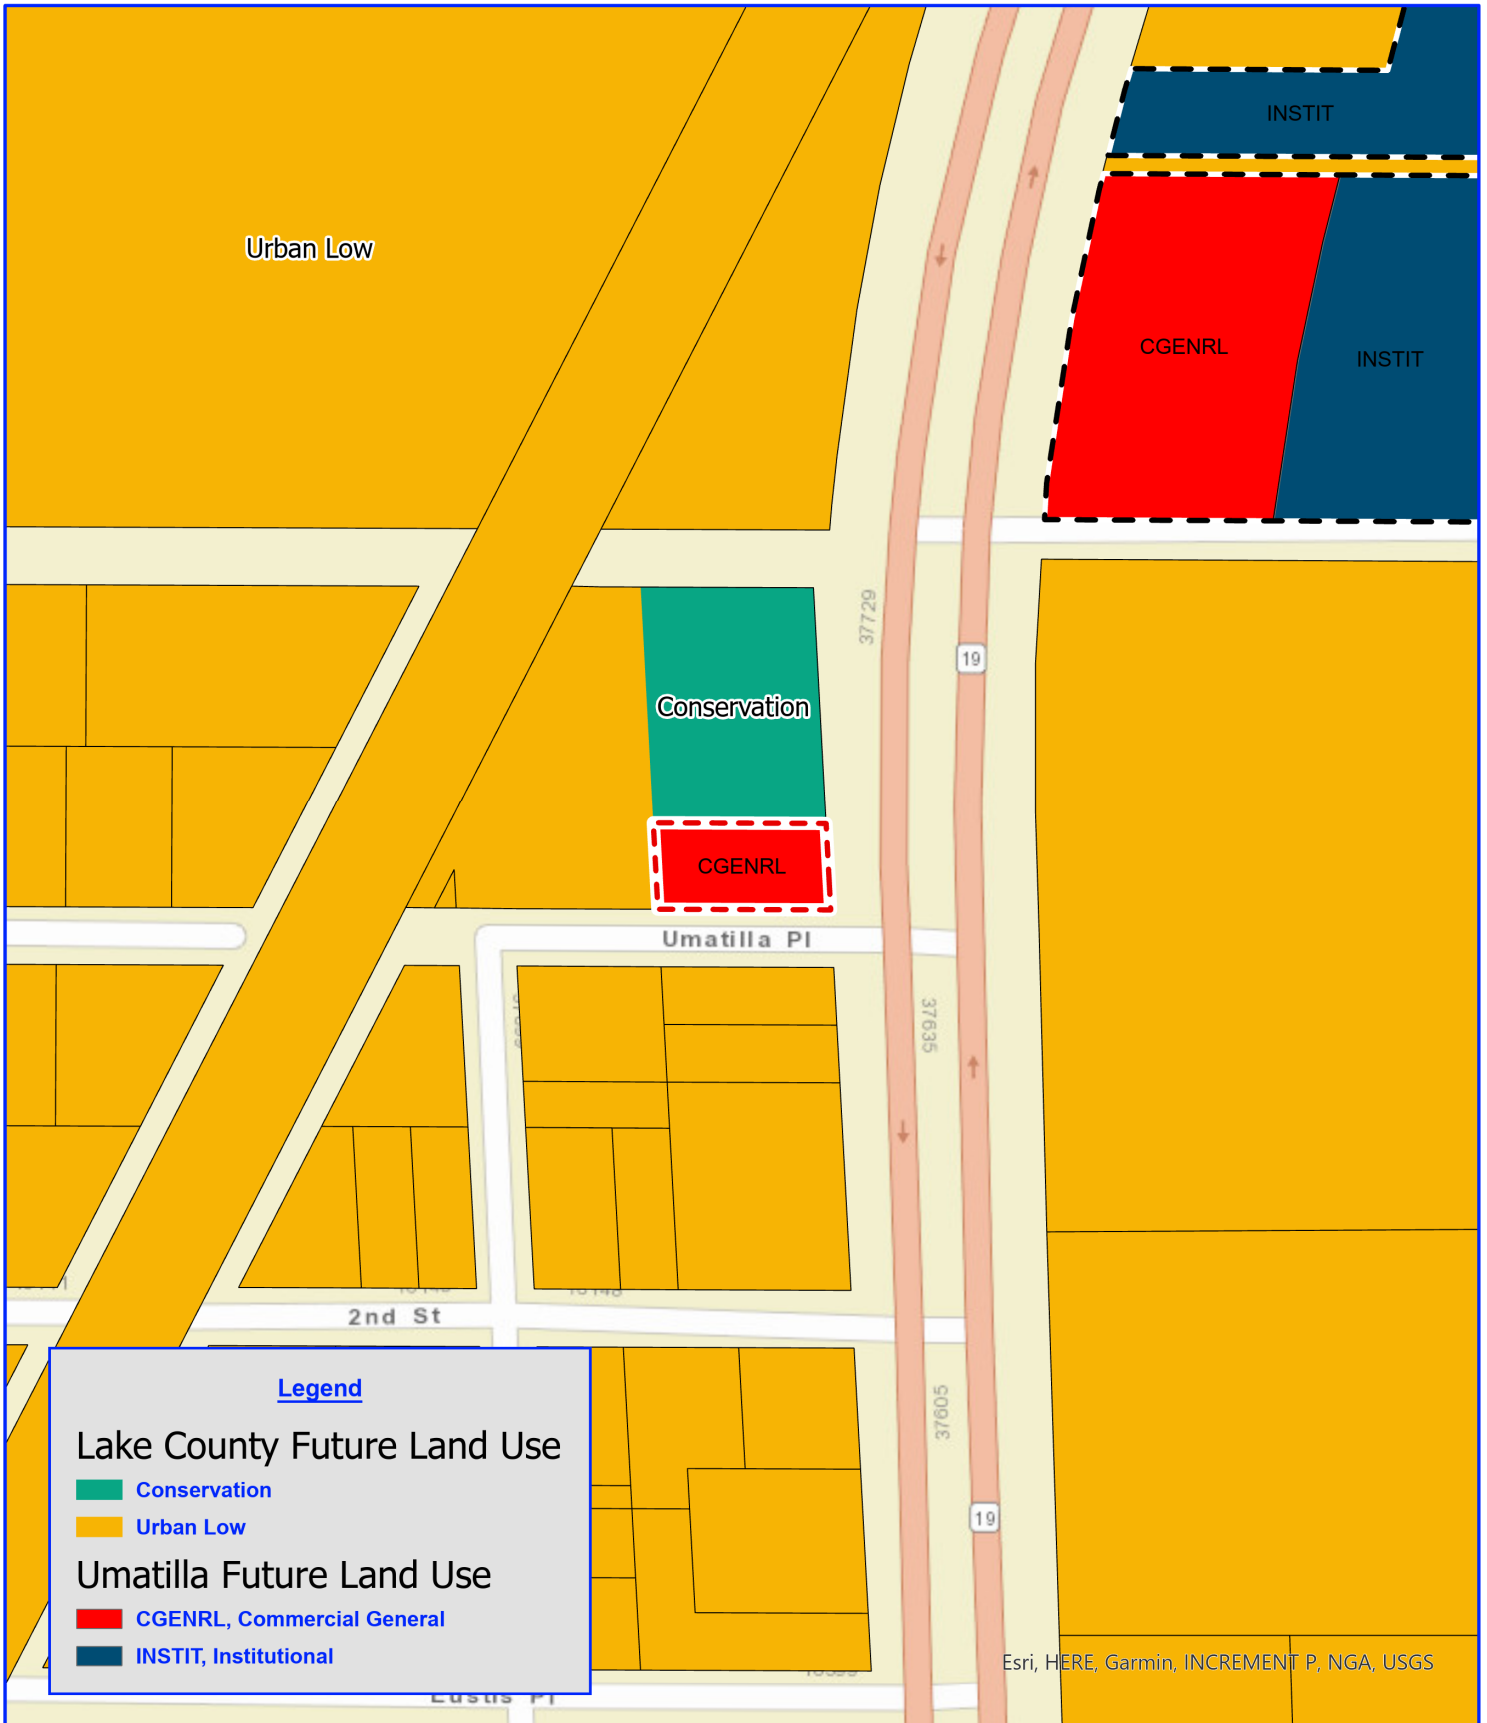 INSTIT
Urban Low
CGENRL
INSTIT
37729
19
Conservation
CGENRL
Umatilla Pl
37635
2nd St
Legend
Lake County Future Land Use
Conservation
Urban Low
Umatilla Future Land Use
CGENRL, Commercial General
INSTIT, Institutional
37605
19
Esri, HERE, Garmin, INCREMENT P, NGA, USGS
Eustis Pl